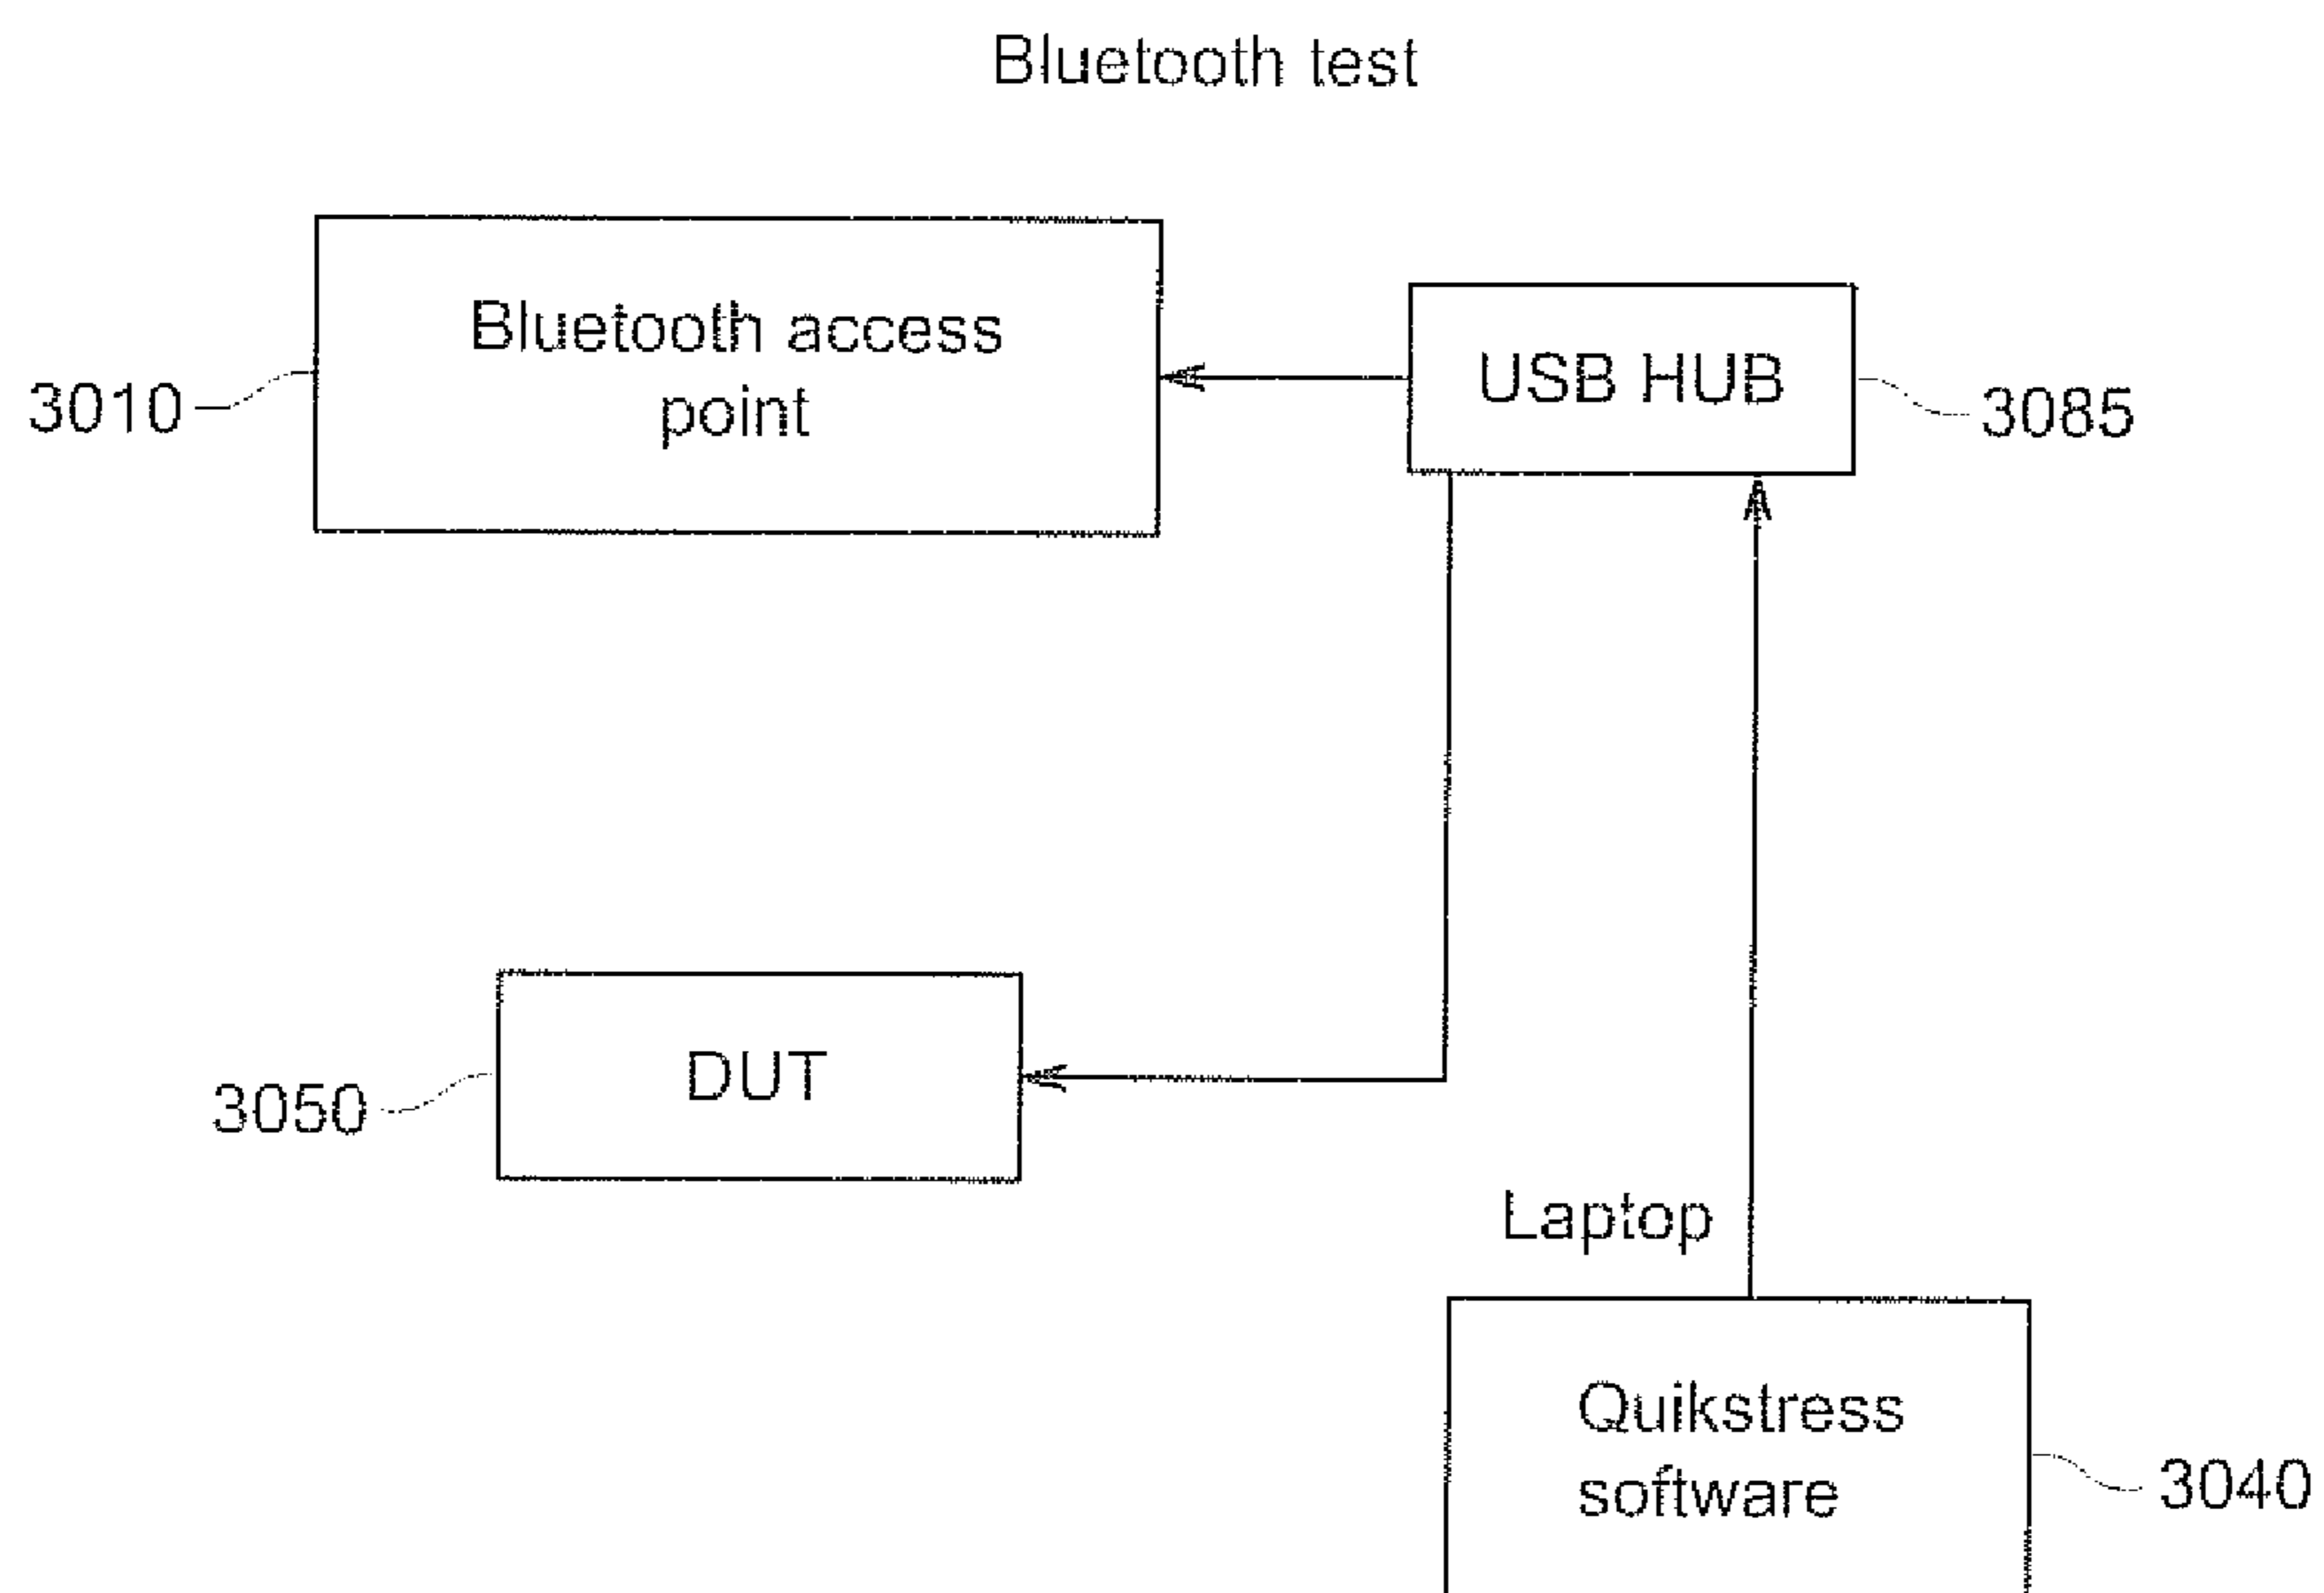 Bluetooth test
Bluetooth access
point
3010
USB HUB
3085
DUT
3050
Laptop
Quikstress
software
3040